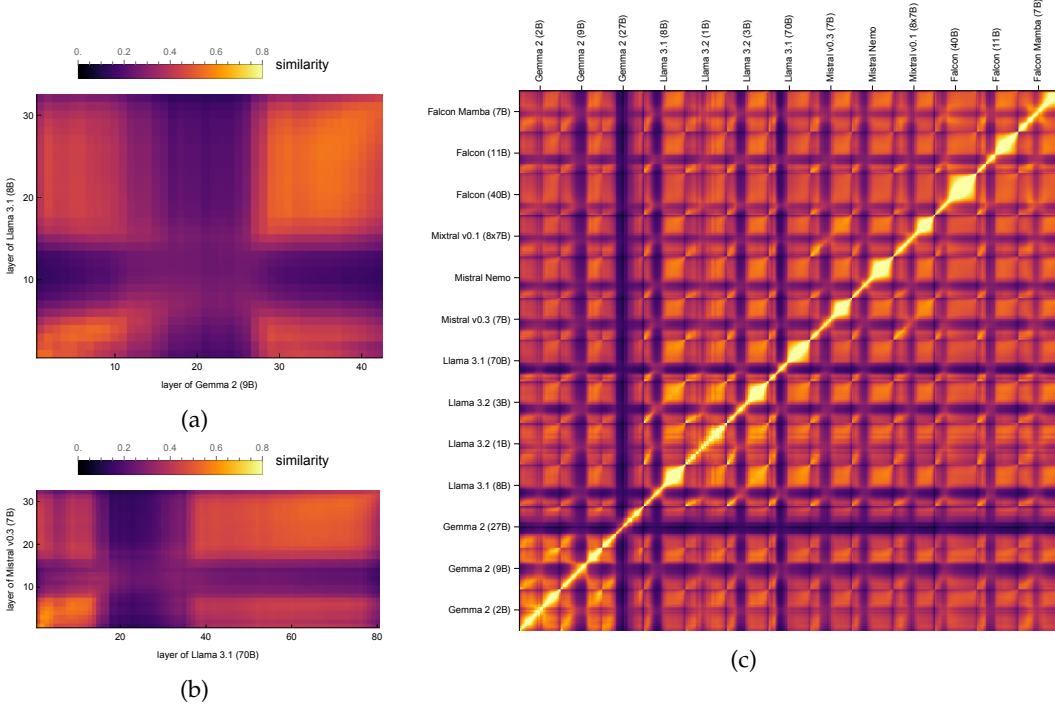 0. 0.2 0.4 0.6 0.8 similarity
layer of Llama 3.1 (8B)
30
20
10
10 20 30 40
layer of Gemma 2 (9B)
(a)
0. 0.2 0.4 0.6 0.8 similarity
layer of Mistral v0.3 (7B)
30
20
10
20 40 60 80
layer of Llama 3.1 (70B)
(b)
Gemma 2 (2B)
Gemma 2 (9B)
Gemma 2 (27B)
Llama 3.1 (8B)
Llama 3.2 (1B)
Llama 3.2 (3B)
Llama 3.1 (70B)
Mistral v0.3 (7B)
Mistral Nemo
Mixtral v0.1 (8x7B)
Falcon (40B)
Falcon (11B)
Falcon Mamba (7B)
Falcon Mamba (7B)
Falcon (11B)
Falcon (40B)
Mixtral v0.1 (8x7B)
Mistral Nemo
Mistral v0.3 (7B)
Llama 3.1 (70B)
Llama 3.2 (3B)
Llama 3.2 (1B)
Llama 3.1 (8B)
Gemma 2 (27B)
Gemma 2 (9B)
Gemma 2 (2B)
(c)